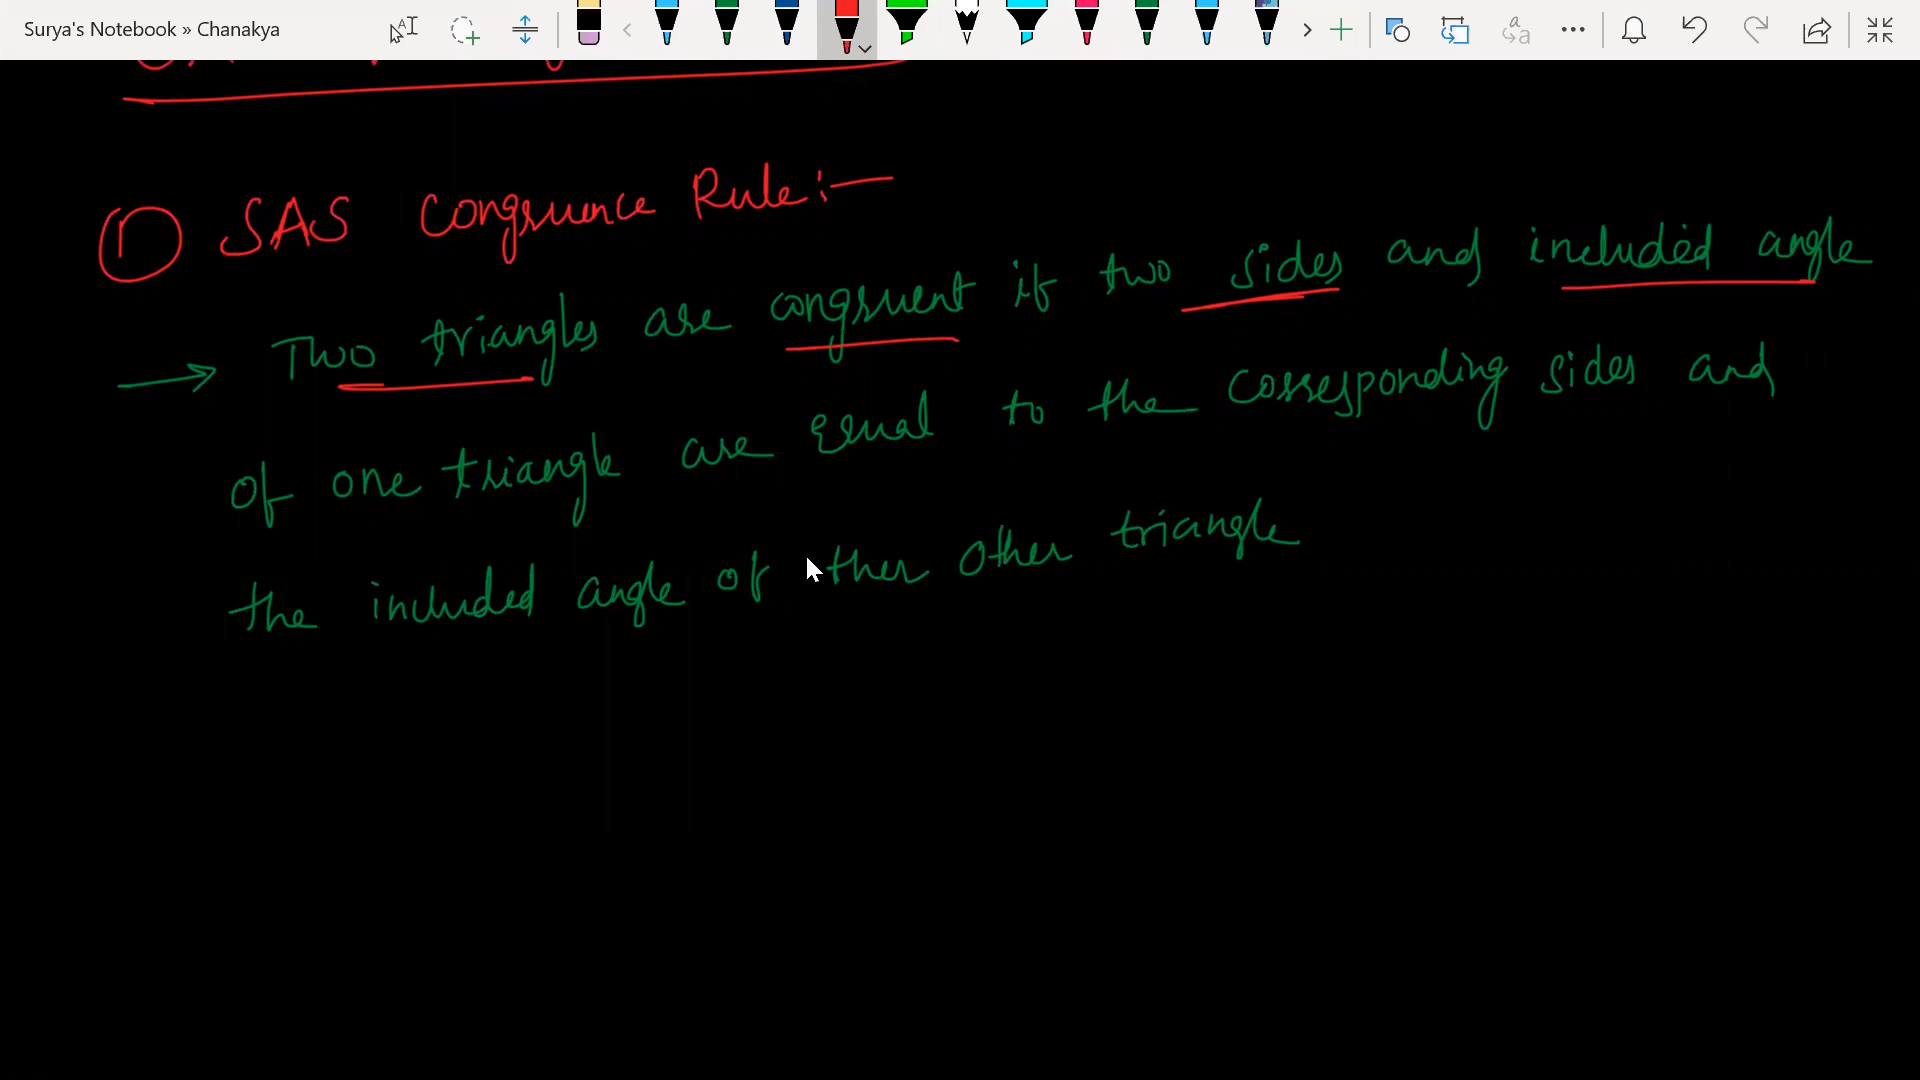 Surya's Notebook » Chanakya
① SAS Congruence Rule:—
→ Two triangles are congruent if two sides and included angle
of one triangle are equal to the corresponding sides and
the included angle of ther other triangle